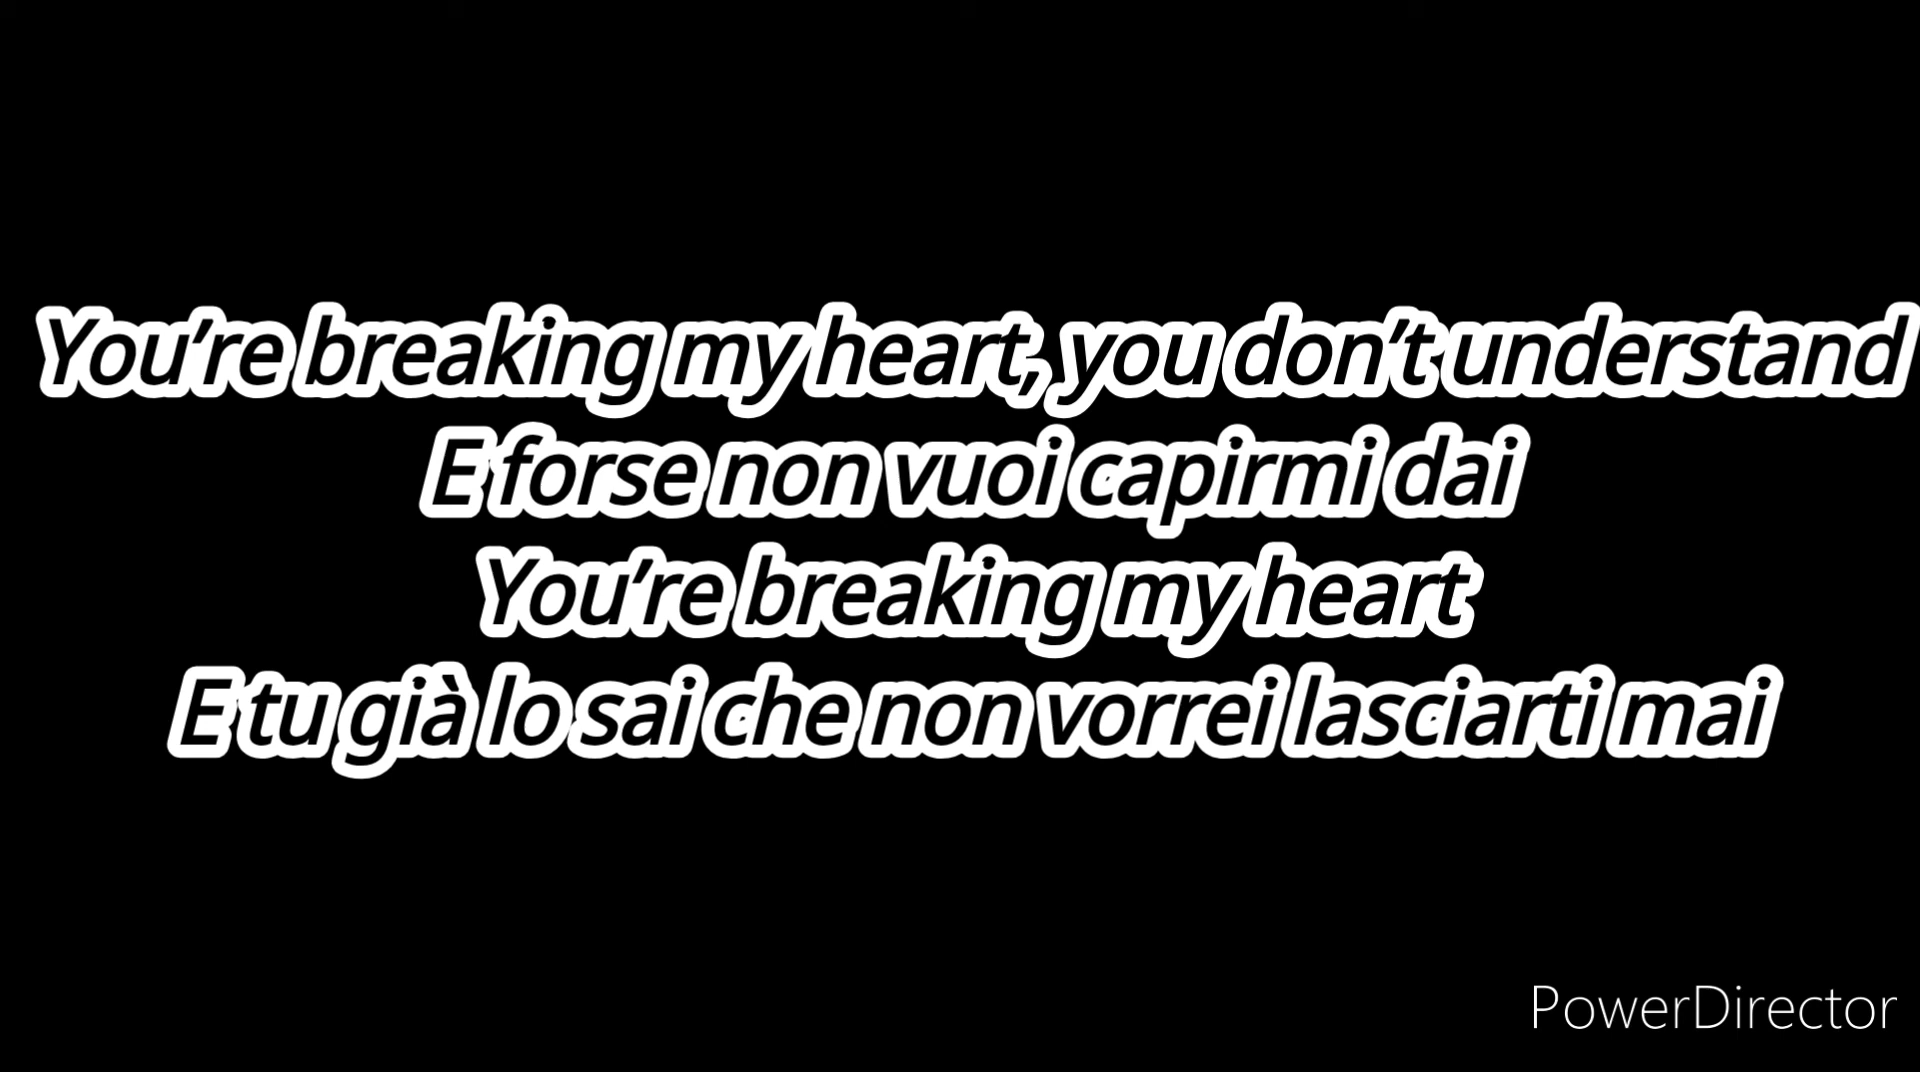 You’re breaking my heart, you don’t understand
E forse non vuoi capirmi dai
You’re breaking my heart
E tu già lo sai che non vorrei lasciarti mai
PowerDirector